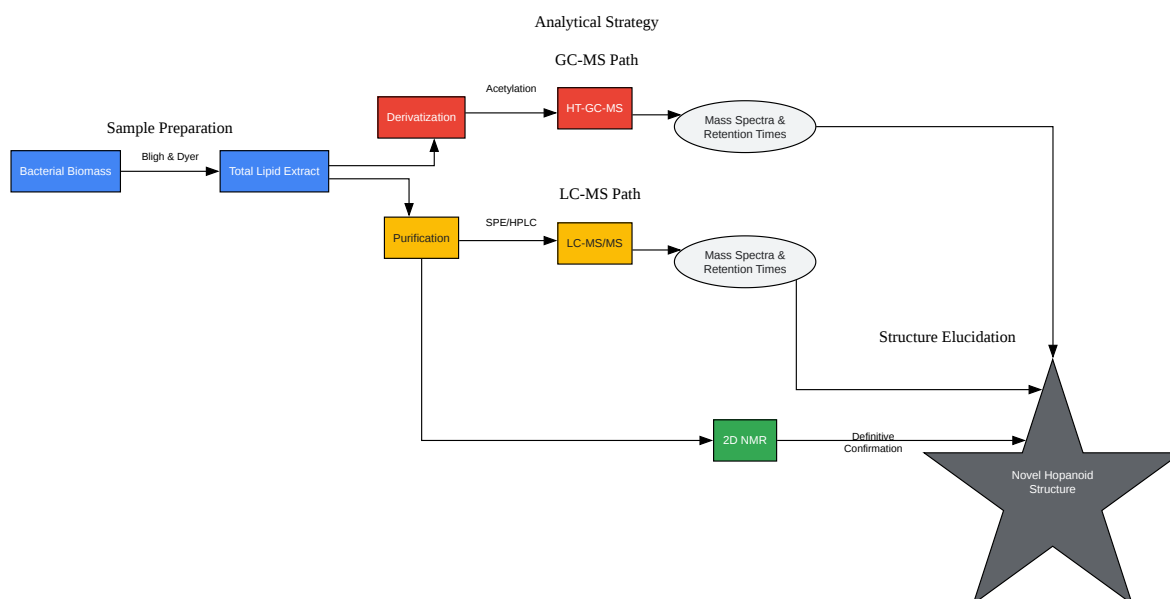 Analytical Strategy
GC-MS Path
Acetylation
HT-GC-MS
Derivatization
Mass Spectra &
Retention Times
Sample Preparation
Bligh & Dyer
Bacterial Biomass
Total Lipid Extract
LC-MS Path
SPE/HPLC
Purification
LC-MS/MS
Mass Spectra &
Retention Times
Structure Elucidation
2D NMR
Definitive
Confirmation
Novel Hopanoid
Structure